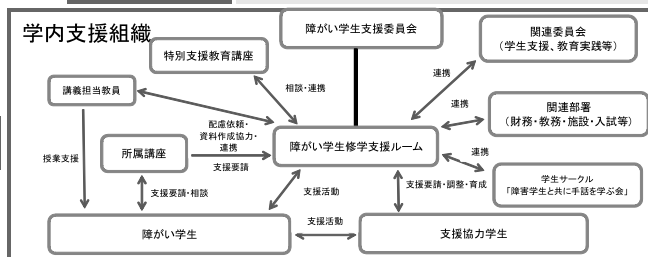 学内支援組織
障がい学生支援委員会
関連委員会
（学生支援、教育実践等）
特別支援教育講座
連携
相談・連携
講義担当教員
連携
関連部署
（財務・教務・施設・入試等）
配慮依頼・
資料作成協力・
連携
障がい学生修学支援ルーム
所属講座
授業支援
支援要請
連携
学生サークル
「障害学生と共に手話を学ぶ会」
支援要請・相談
支援活動
支援要請・調整・育成
障がい学生
支援活動
支援協力学生